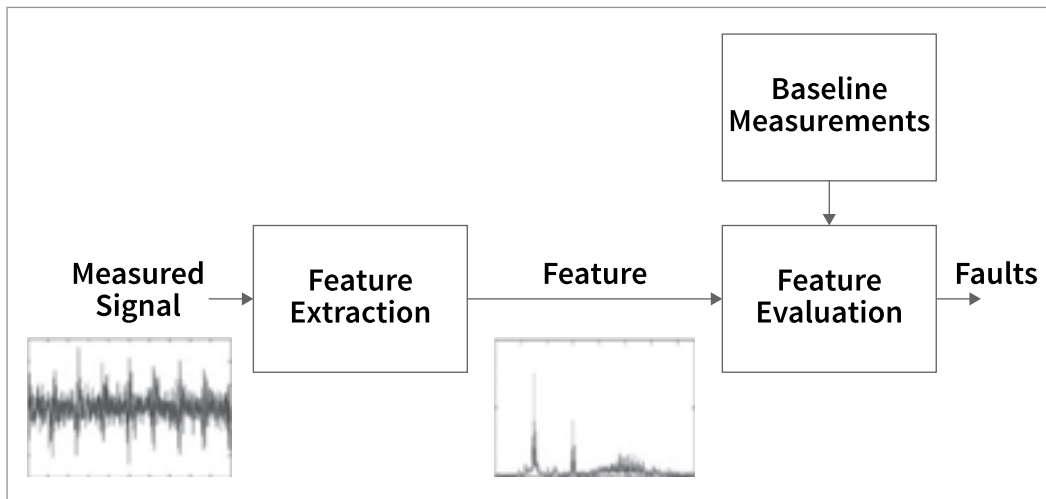 Baseline
Measurements
Measured
Signal
Feature
Extraction
Feature
Feature
Evaluation
Faults